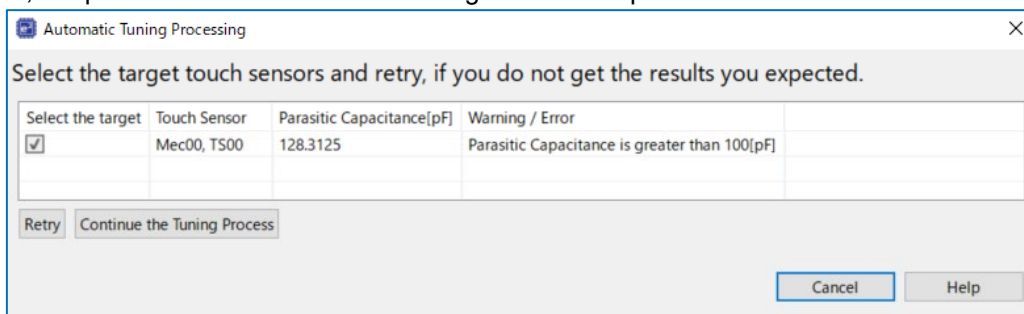 Automatic Tuning Processing
Select the target touch sensors and retry, if you do not get the results you expected.
Select the target Touch Sensor Parasitic Capacitance[pF] Warning / Error
Mec00, TS00 128.3125 Parasitic Capacitance is greater than 100[pF]
Retry Continue the Tuning Process
Cancel Help